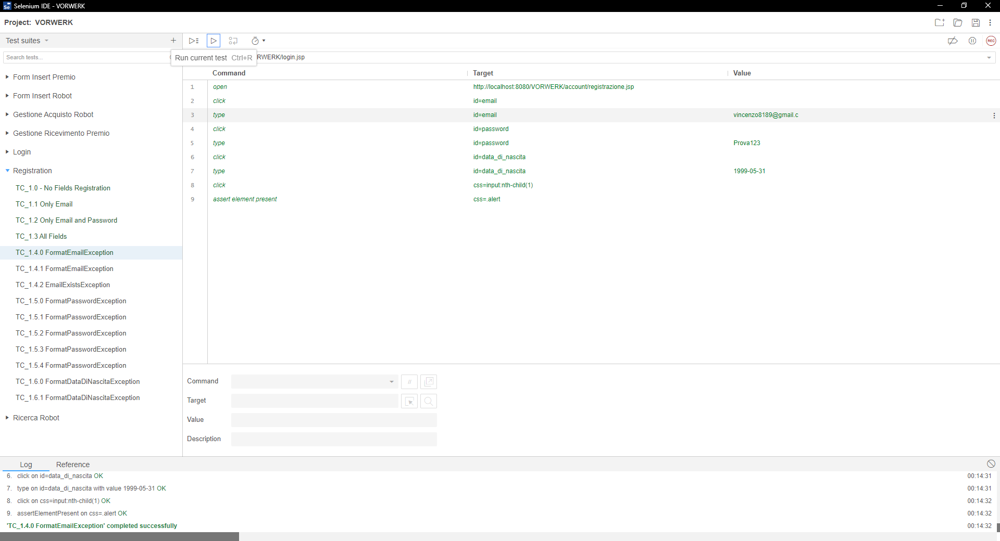 Selenium IDE - VORWERK
Project: VORWERK
Test suites
Search tests...
Run current test Ctrl+R
RWERK/login.jsp
REC
Command Target Value
1 open http://localhost:8080/VORWERK/account/registrazione.jsp
2 click id=email
3 type id=email vincenzo8189@gmail.c
4 click id=password
5 type id=password Prova123
6 click id=data_di_nascita
7 type id=data_di_nascita 1999-05-31
8 click css=input:nth-child(1)
9 assert element present css=.alert
Form Insert Premio
Form Insert Robot
Gestione Acquisto Robot
Gestione Ricevimento Premio
Login
Registration
TC_1.0 - No Fields Registration
TC_1.1 Only Email
TC_1.2 Only Email and Password
TC_1.3 All Fields
TC_1.4.0 FormatEmailException
TC_1.4.1 FormatEmailException
TC_1.4.2 EmailExistsException
TC_1.5.0 FormatPasswordException
TC_1.5.1 FormatPasswordException
TC_1.5.2 FormatPasswordException
TC_1.5.3 FormatPasswordException
TC_1.5.4 FormatPasswordException
TC_1.6.0 FormatDataDiNascitaException
TC_1.6.1 FormatDataDiNascitaException
Ricerca Robot
Command //
Target
Value
Description
Log Reference
6. click on id=data_di_nascita OK 00:14:31
7. type on id=data_di_nascita with value 1999-05-31 OK 00:14:31
8. click on css=input:nth-child(1) OK 00:14:32
9. assertElementPresent on css=.alert OK 00:14:32
'TC_1.4.0 FormatEmailException' completed successfully 00:14:32